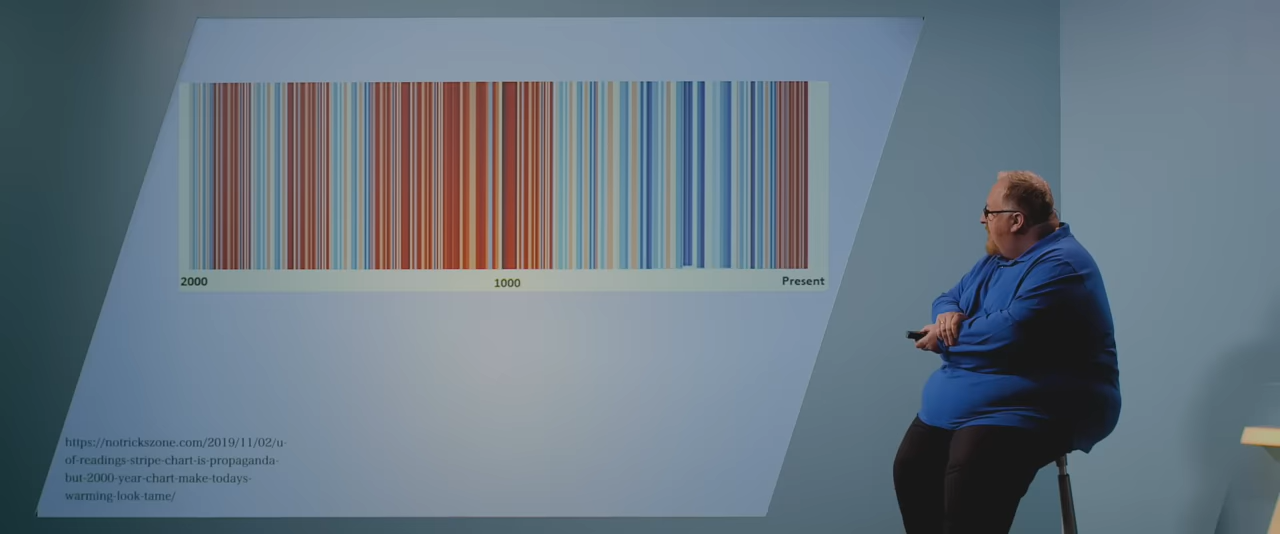 2000 1000 Present
https://notrickszone.com/2019/11/02/u-
of-readings-stripe-chart-is-propaganda-
but-2000-year-chart-make-todays-
warming-look-tame/